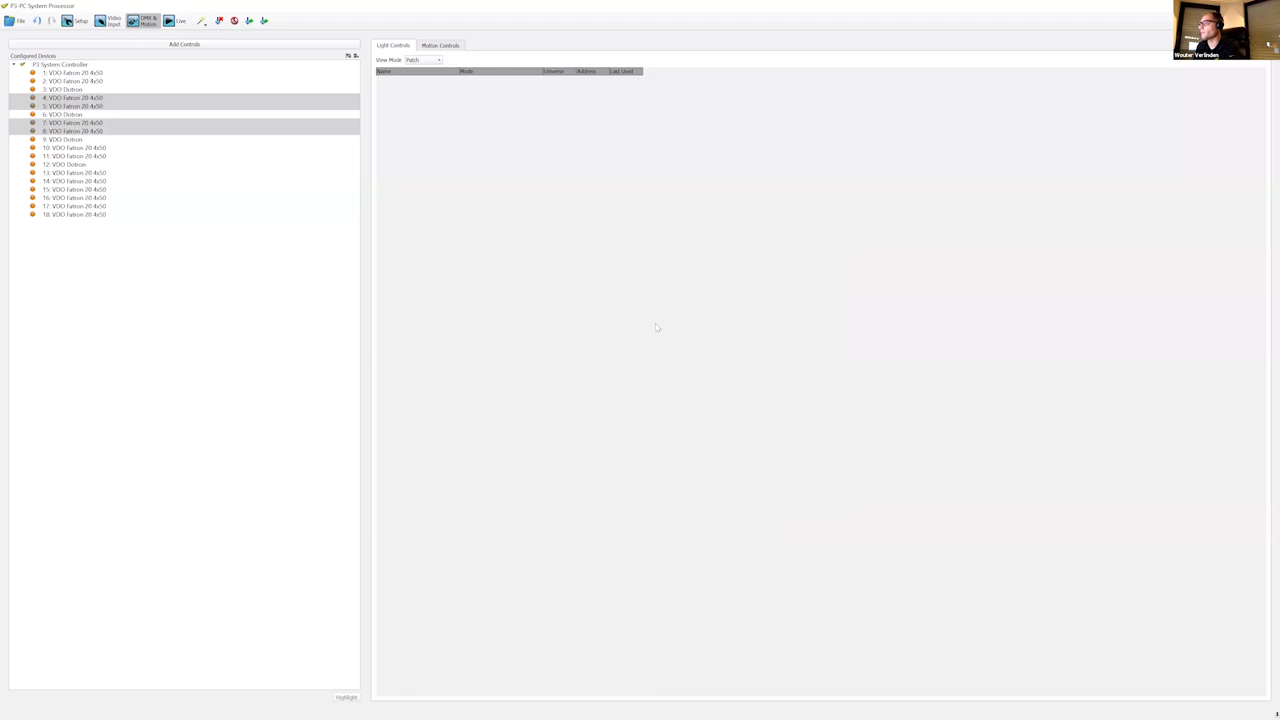 P3-PC System Processor
File
Setup
Video
Input
DMX &
Motion
Live
Add Controls
Configured Devices
P3 System Controller
1: VDO Fatron 20 4x50
2: VDO Fatron 20 4x50
3: VDO Dotron
4: VDO Fatron 20 4x50
5: VDO Fatron 20 4x50
6: VDO Dotron
7: VDO Fatron 20 4x50
8: VDO Fatron 20 4x50
9: VDO Dotron
10: VDO Fatron 20 4x50
11: VDO Fatron 20 4x50
12: VDO Dotron
13: VDO Fatron 20 4x50
14: VDO Fatron 20 4x50
15: VDO Fatron 20 4x50
16: VDO Fatron 20 4x50
17: VDO Fatron 20 4x50
18: VDO Fatron 20 4x50
Highlight
Light Controls
Motion Controls
View Mode
Patch
Name
Mode
Universe
Address
Last Used
Wouter Verlinden